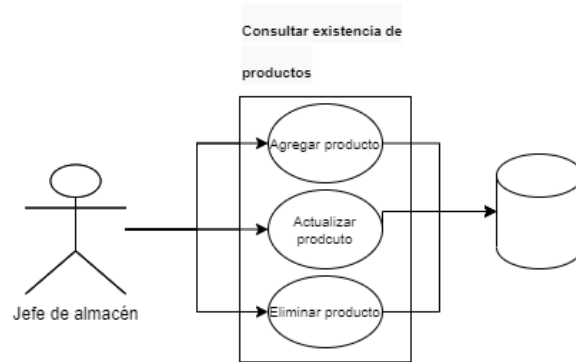 Consultar existencia de
productos
Agregar producto
Actualizar
prodcuto
Eliminar producto
Jefe de almacén